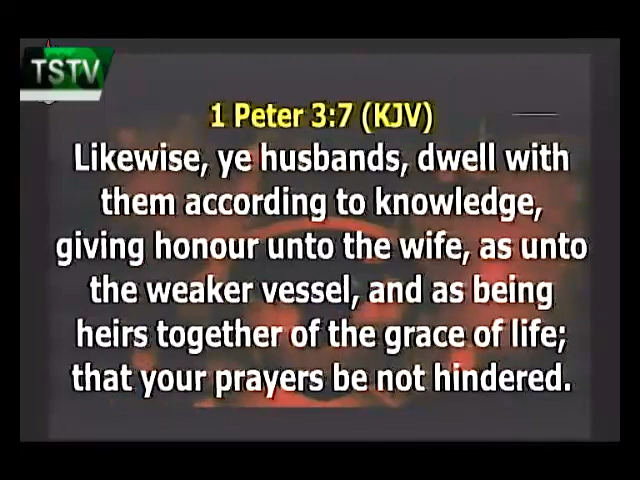 TSTV
1 Peter 3:7 (KJV)
Likewise, ye husbands, dwell with
them according to knowledge,
giving honour unto the wife, as unto
the weaker vessel, and as being
heirs together of the grace of life;
that your prayers be not hindered.